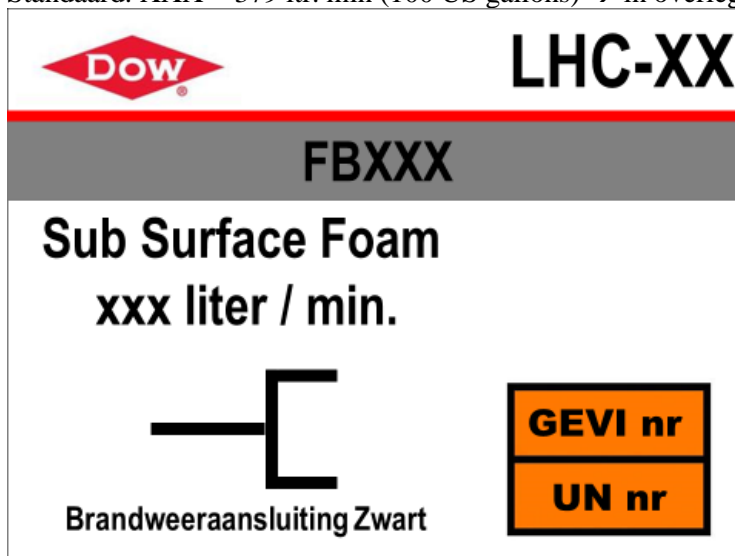 DOW
®
LHC-XX
FBXXX
Sub Surface Foam
xxx liter / min.
GEVI nr
UN nr
Brandweeraansluiting Zwart